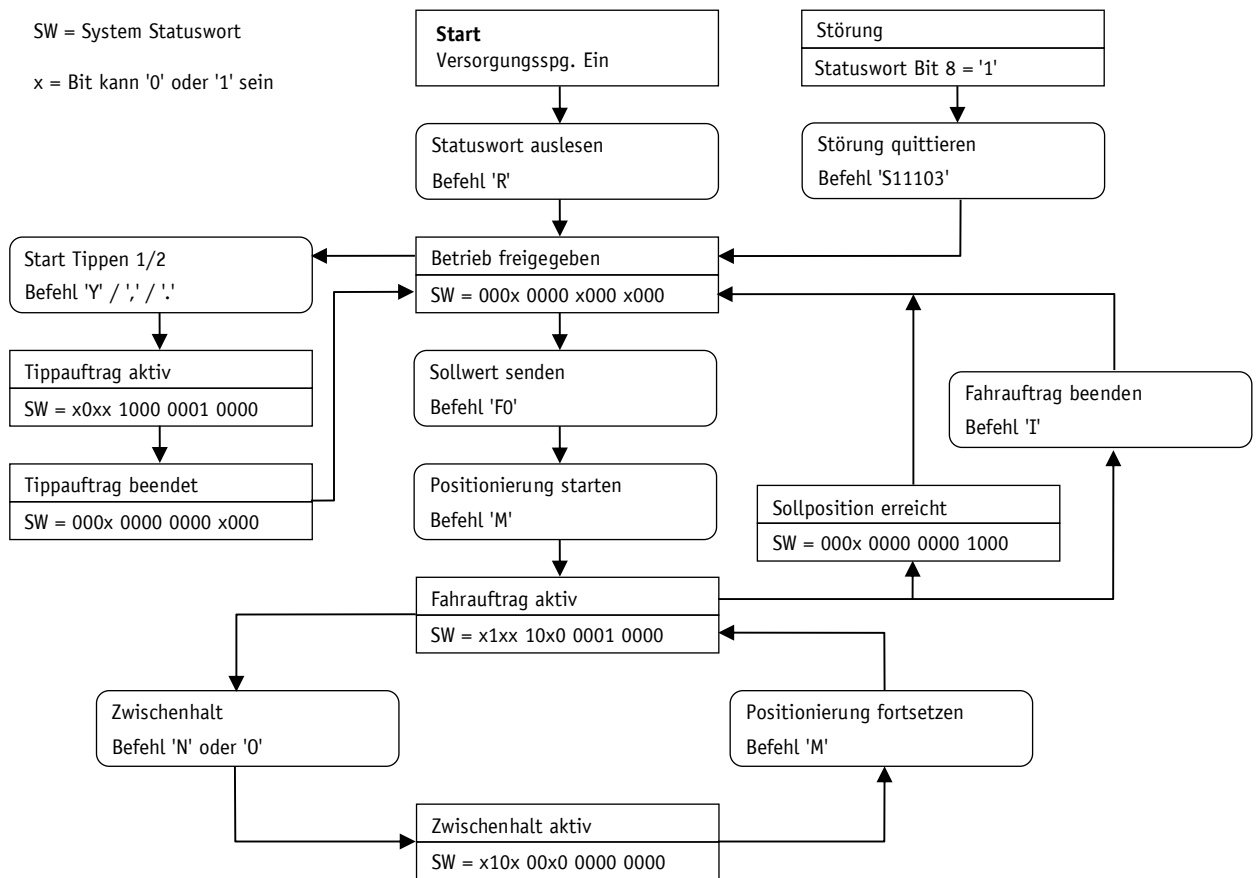 SW = System Statuswort
x = Bit kann '0' oder '1' sein
Start
Versorgungsspg. Ein
Störung
Statuswort Bit 8 = '1'
Statuswort auslesen
Befehl 'R'
Störung quittieren
Befehl 'S11103'
Start Tippen 1/2
Befehl 'Y' / ',' / '.'
Betrieb freigegeben
SW = 000x 0000 x000 x000
Tippauftrag aktiv
SW = x0xx 1000 0001 0000
Sollwert senden
Befehl 'F0'
Fahrauftrag beenden
Befehl 'I'
Tippauftrag beendet
SW = 000x 0000 0000 x000
Positionierung starten
Befehl 'M'
Sollposition erreicht
SW = 000x 0000 0000 1000
Fahrauftrag aktiv
SW = x1xx 10x0 0001 0000
Zwischenhalt
Befehl 'N' oder 'O'
Positionierung fortsetzen
Befehl 'M'
Zwischenhalt aktiv
SW = x10x 00x0 0000 0000